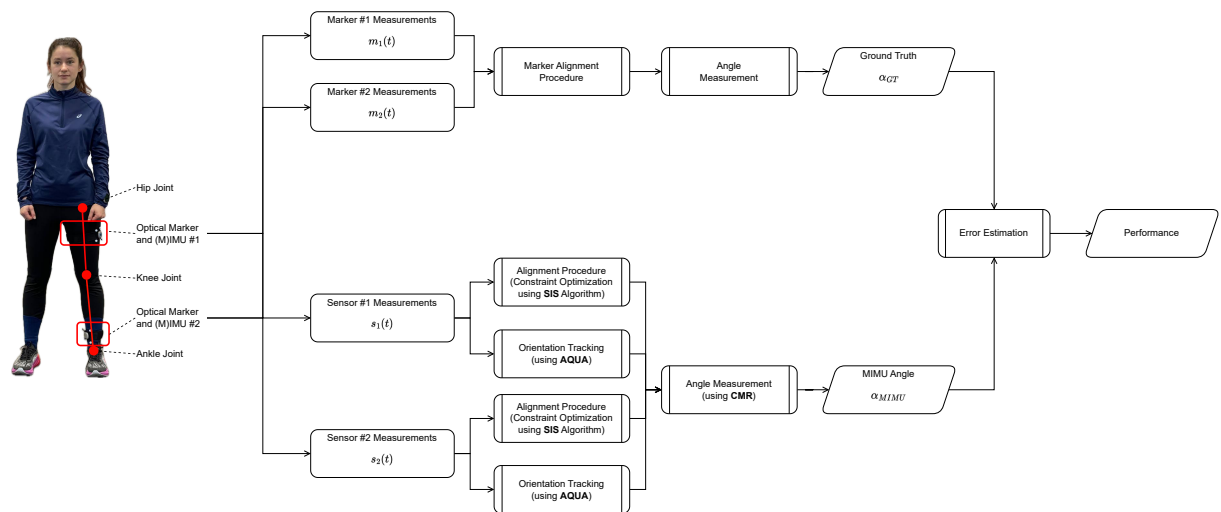 Hip Joint
Optical Marker
and (M)IMU #1
Knee Joint
Optical Marker
and (M)IMU #2
Ankle Joint
Marker #1 Measurements
m₁(t)
Marker #2 Measurements
m₂(t)
Marker Alignment
Procedure
Angle
Measurement
Ground Truth
α_GT
Sensor #1 Measurements
s₁(t)
Alignment Procedure
(Constraint Optimization
using SIS Algorithm)
Orientation Tracking
(using AQUA)
Sensor #2 Measurements
s₂(t)
Alignment Procedure
(Constraint Optimization
using SIS Algorithm)
Orientation Tracking
(using AQUA)
Angle Measurement
(using CMR)
MIMU Angle
α_MIMU
Error Estimation
Performance